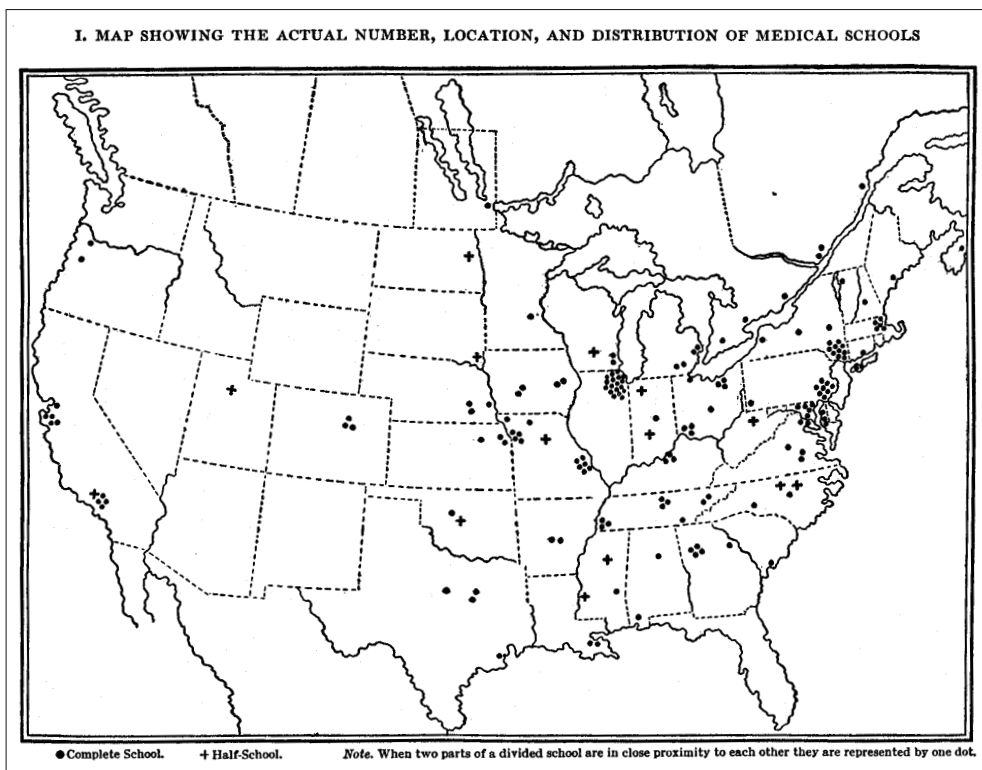 I. MAP SHOWING THE ACTUAL NUMBER, LOCATION, AND DISTRIBUTION OF MEDICAL SCHOOLS
●Complete School. +Half-School. Note. When two parts of a divided school are in close proximity to each other they are represented by one dot.